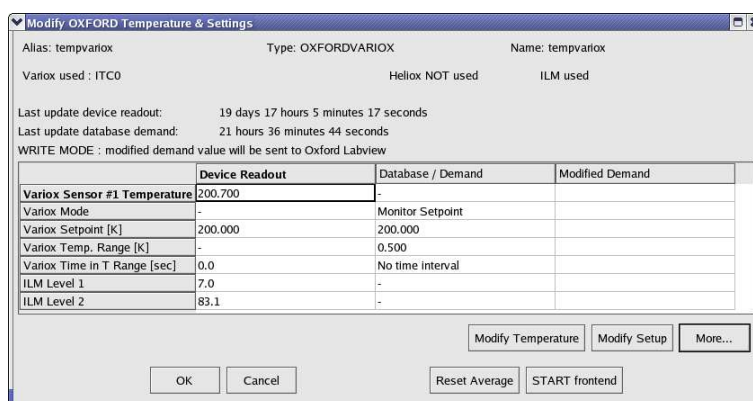 Modify OXFORD Temperature & Settings
Alias: tempvariox Type: OXFORDVARIOX Name: tempvariox
Variox used : ITC0 Heliox NOT used ILM used
Last update device readout: 19 days 17 hours 5 minutes 17 seconds
Last update database demand: 21 hours 36 minutes 44 seconds
WRITE MODE : modified demand value will be sent to Oxford Labview
Device Readout Database / Demand Modified Demand
Variox Sensor #1 Temperature 200.700 -
Variox Mode - Monitor Setpoint
Variox Setpoint [K] 200.000 200.000
Variox Temp. Range [K] - 0.500
Variox Time in T Range [sec] 0.0 No time interval
ILM Level 1 7.0 -
ILM Level 2 83.1 -
Modify Temperature Modify Setup More...
OK Cancel Reset Average START frontend